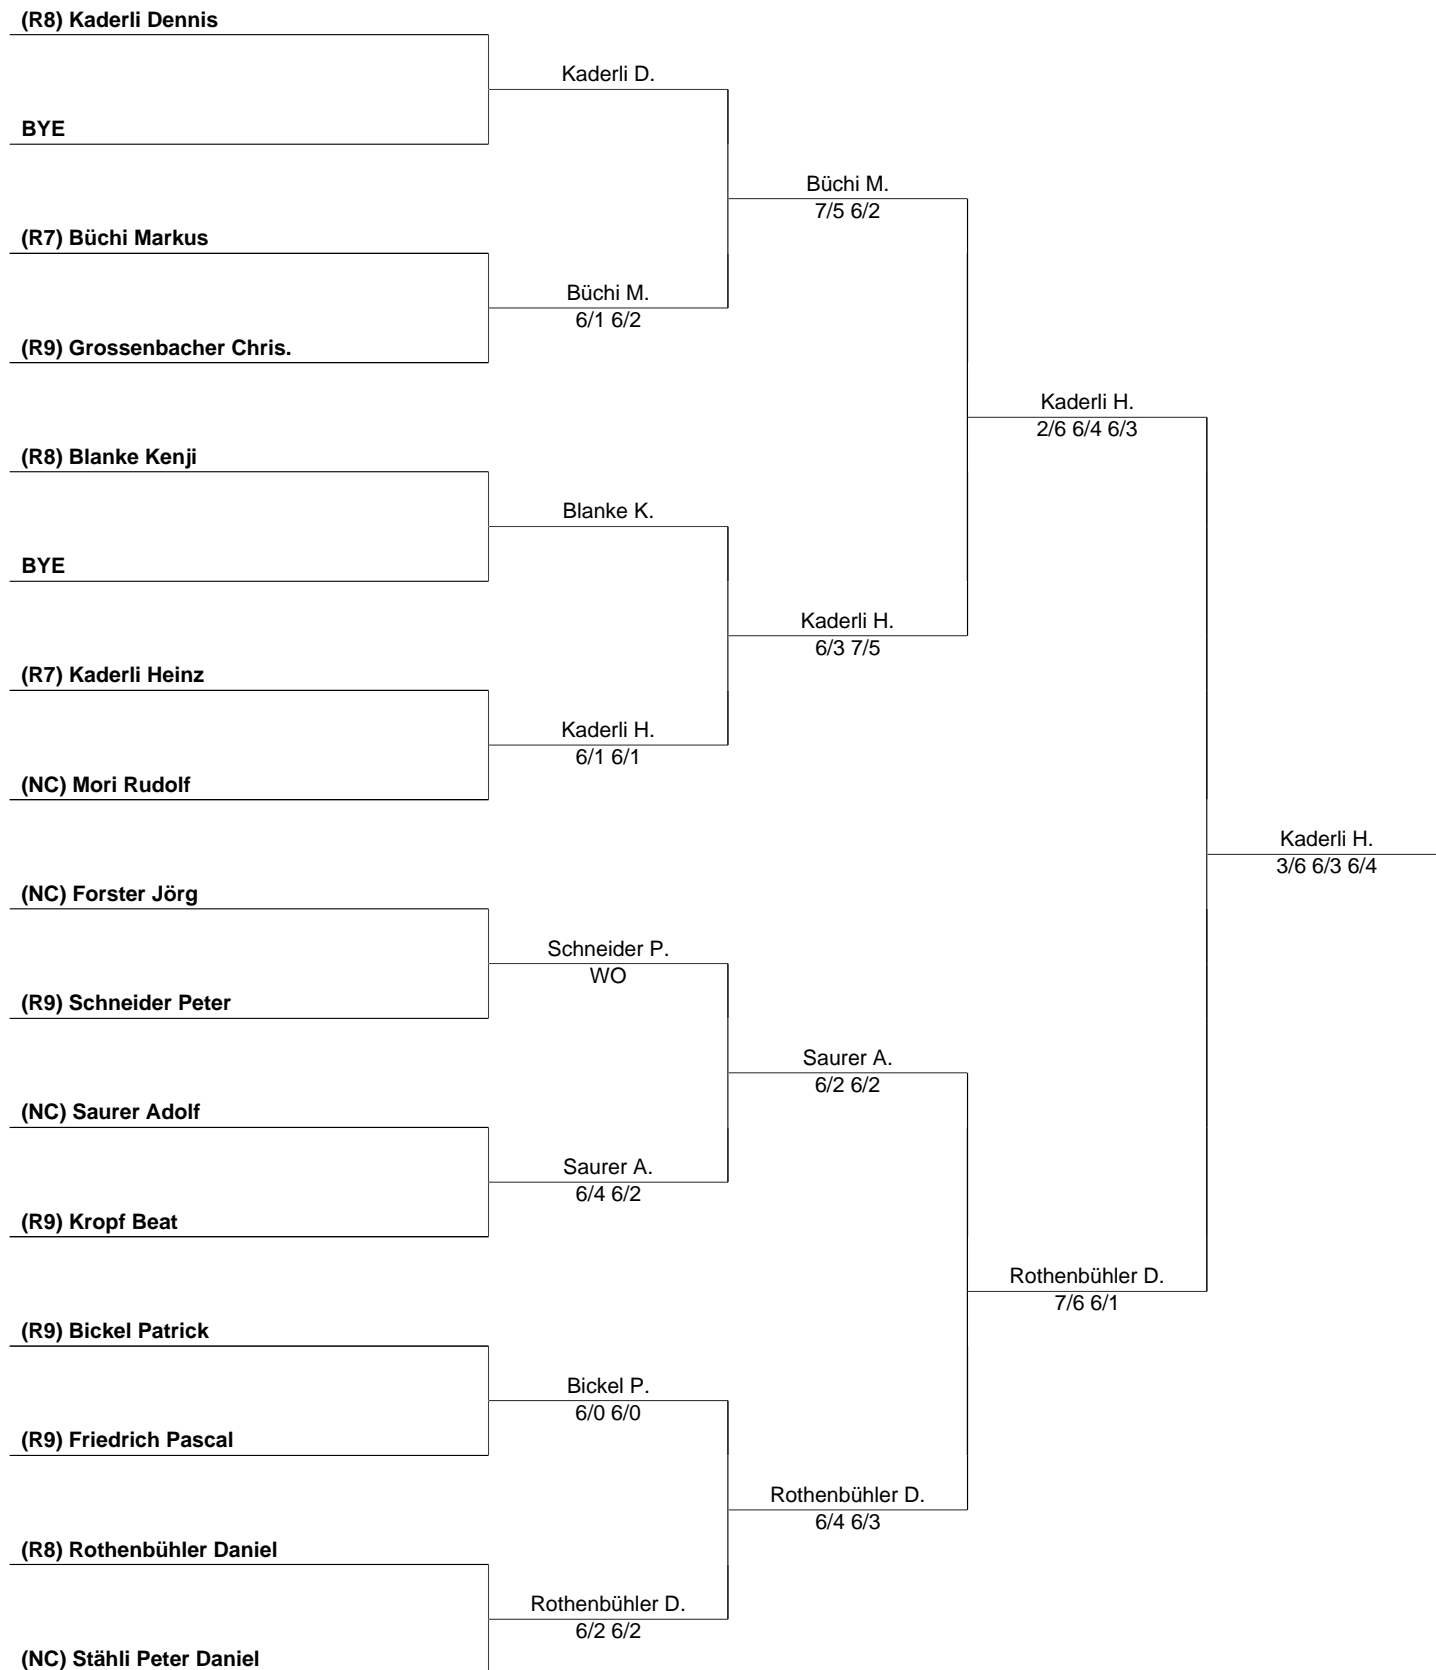 (R8) Kaderli Dennis
Kaderli D.
BYE
Büchi M.
7/5 6/2
(R7) Büchi Markus
Büchi M.
6/1 6/2
(R9) Grossenbacher Chris.
Kaderli H.
2/6 6/4 6/3
(R8) Blanke Kenji
Blanke K.
BYE
Kaderli H.
6/3 7/5
(R7) Kaderli Heinz
Kaderli H.
6/1 6/1
(NC) Mori Rudolf
Kaderli H.
3/6 6/3 6/4
(NC) Forster Jörg
Schneider P.
WO
(R9) Schneider Peter
Saurer A.
6/2 6/2
(NC) Saurer Adolf
Saurer A.
6/4 6/2
(R9) Kropf Beat
Rothenbühler D.
7/6 6/1
(R9) Bickel Patrick
Bickel P.
6/0 6/0
(R9) Friedrich Pascal
Rothenbühler D.
6/4 6/3
(R8) Rothenbühler Daniel
Rothenbühler D.
6/2 6/2
(NC) Stähli Peter Daniel